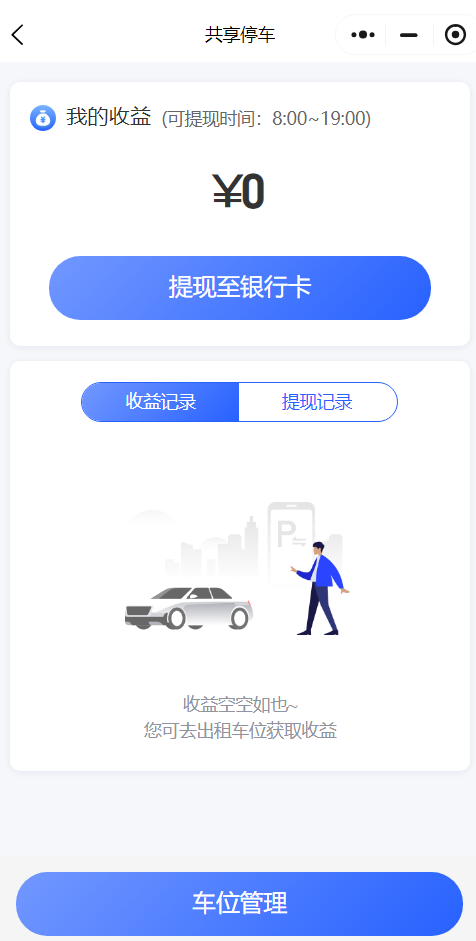 共享停车
我的收益 (可提现时间：8:00~19:00)
¥0
提现至银行卡
收益记录 提现记录
P
收益空空如也~
您可去出租车位获取收益
车位管理